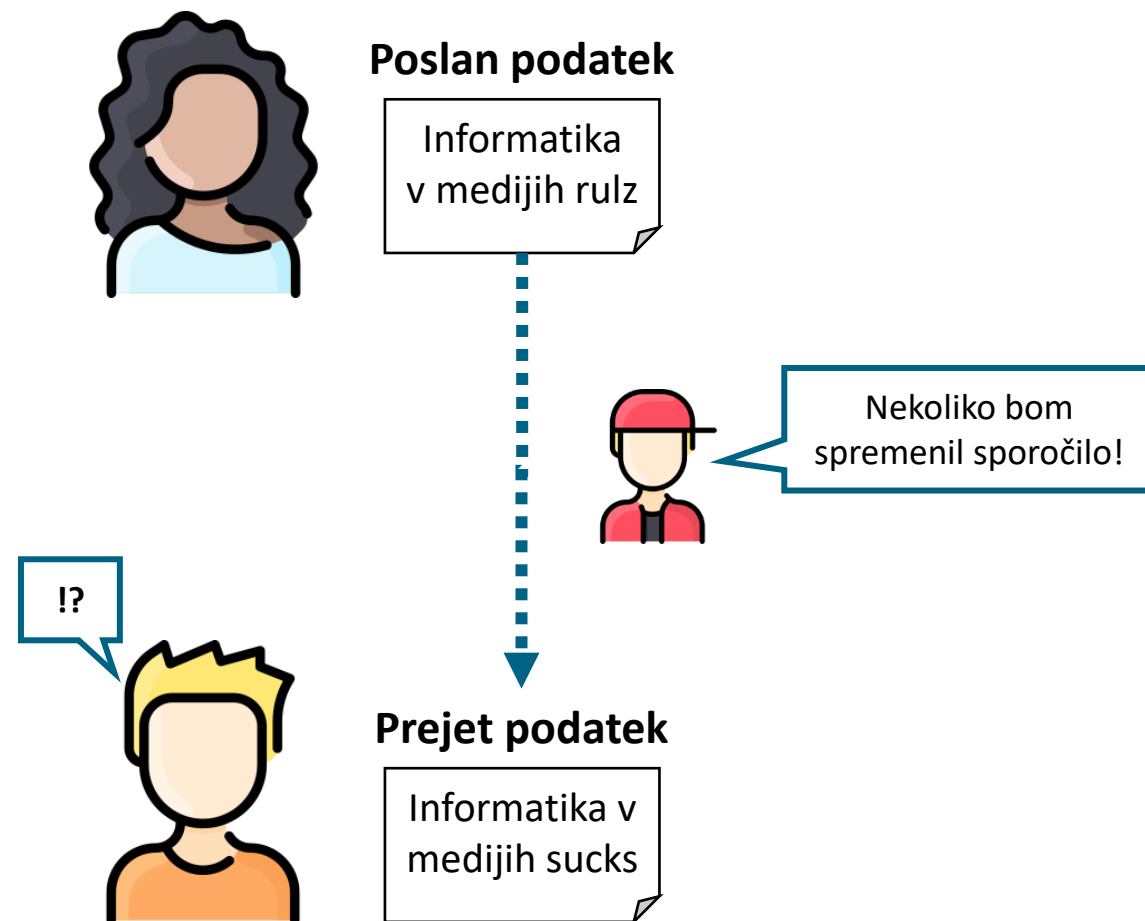 Poslan podatek
Informatika
v medijih rulz
Nekoliko bom
spremenil sporočilo!
!?
Prejet podatek
Informatika v
medijih sucks